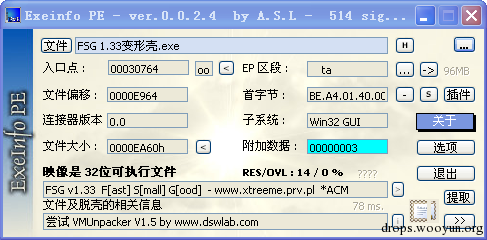 Exeinfo PE - ver.0.0.2.4 by A.S.L - 514 sig...
文件 FSG 1.33变形壳.exe H ...
入口点: 00030764 oo < EP 区段: ta ... -> 96MB
文件偏移: 0000E964 首字节: BE.A4.01.40.00 - S 插件
连接器版本 0.0 子系统: Win32 GUI 关于
文件大小: 0000EA60h < 附加数据: 00000003 选项
映像是 32位可执行文件 RES/OVL : 14 / 0 % ???? 退出
FSG v1.33 F[ast] S[mall] G[ood] - www.xtreeme.prv.pl *ACM >
文件及脱壳的相关信息 78 ms. 提取
尝试 VMUnpacker V1.5 by www.dswlab.com ... >>
ExeInfo PE
drops.wooyun.org